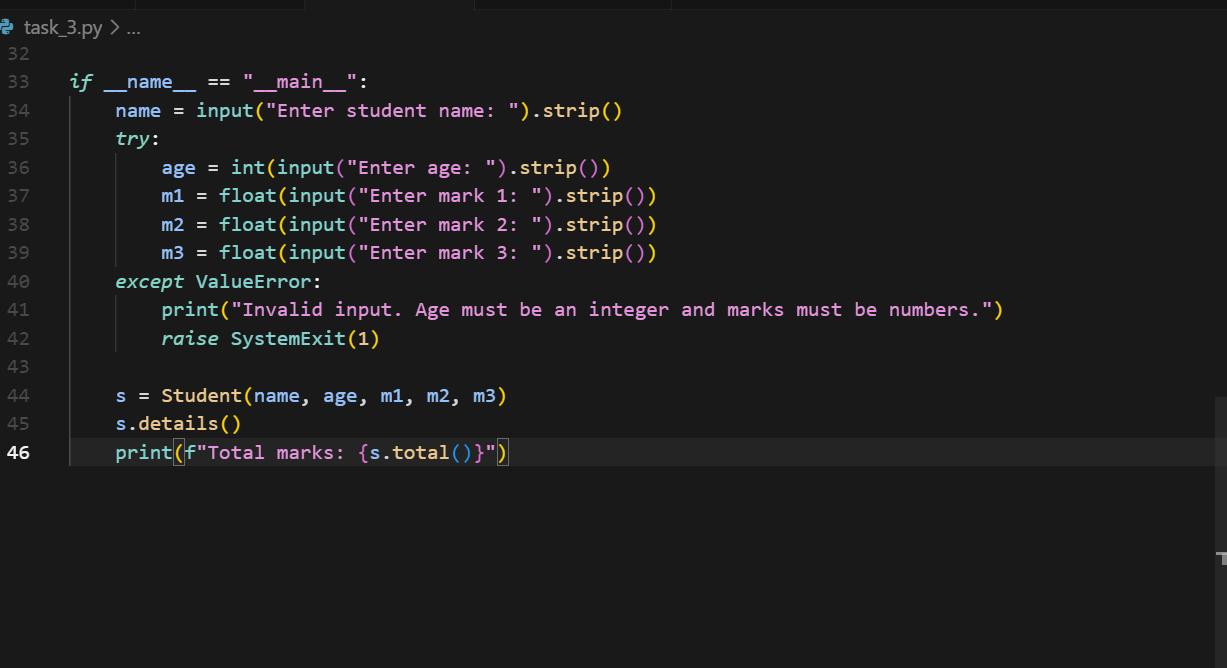 task_3.py > ...
32
33 if __name__ == "__main__":
34     name = input("Enter student name: ").strip()
35     try:
36         age = int(input("Enter age: ").strip())
37         m1 = float(input("Enter mark 1: ").strip())
38         m2 = float(input("Enter mark 2: ").strip())
39         m3 = float(input("Enter mark 3: ").strip())
40     except ValueError:
41         print("Invalid input. Age must be an integer and marks must be numbers.")
42         raise SystemExit(1)
43
44     s = Student(name, age, m1, m2, m3)
45     s.details()
46     print(f"Total marks: {s.total()}")